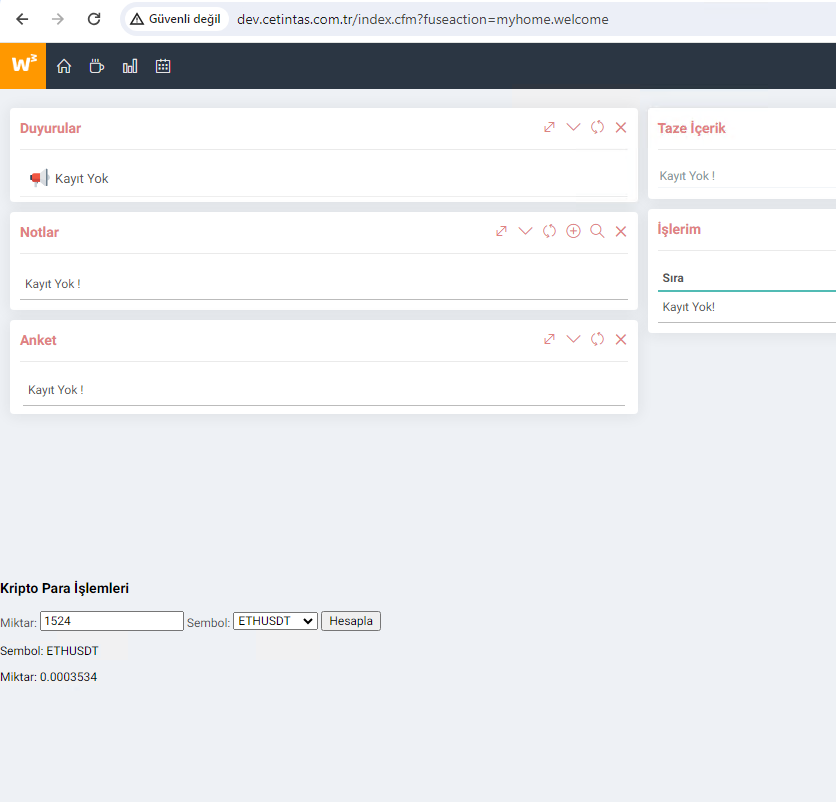 Güvenli değil
dev.cetintas.com.tr/index.cfm?fuseaction=myhome.welcome
W³
Duyurular
Kayıt Yok
Taze İçerik
Kayıt Yok !
Notlar
Kayıt Yok !
İşlerim
Sıra
Kayıt Yok!
Anket
Kayıt Yok !
Kripto Para İşlemleri
Miktar: 1524 Sembol: ETHUSDT Hesapla
Sembol: ETHUSDT
Miktar: 0.0003534